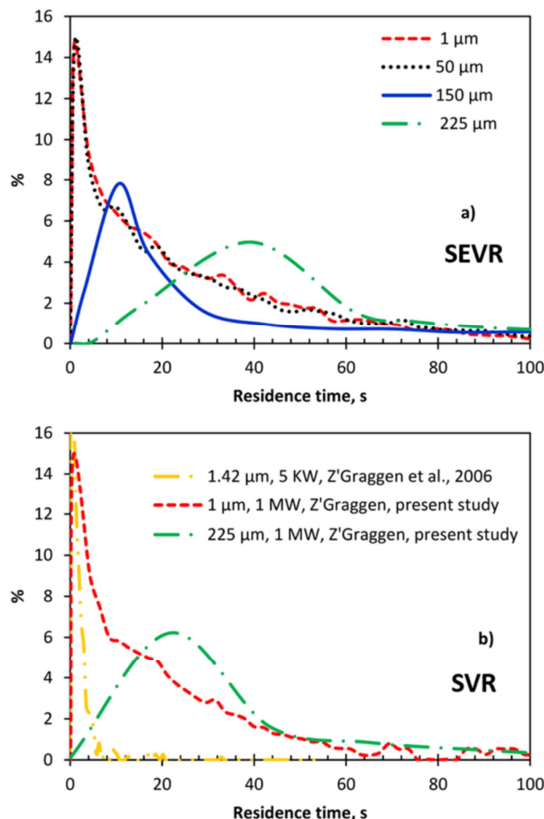 16
14
12
10
8
6
4
2
0
%
1 μm
50 μm
150 μm
225 μm
a)
SEVR
0 20 40 60 80 100
Residence time, s
16
14
12
10
8
6
4
2
0
%
1.42 μm, 5 KW, Z'Graggen et al., 2006
1 μm, 1 MW, Z'Graggen, present study
225 μm, 1 MW, Z'Graggen, present study
b)
SVR
0 20 40 60 80 100
Residence time, s